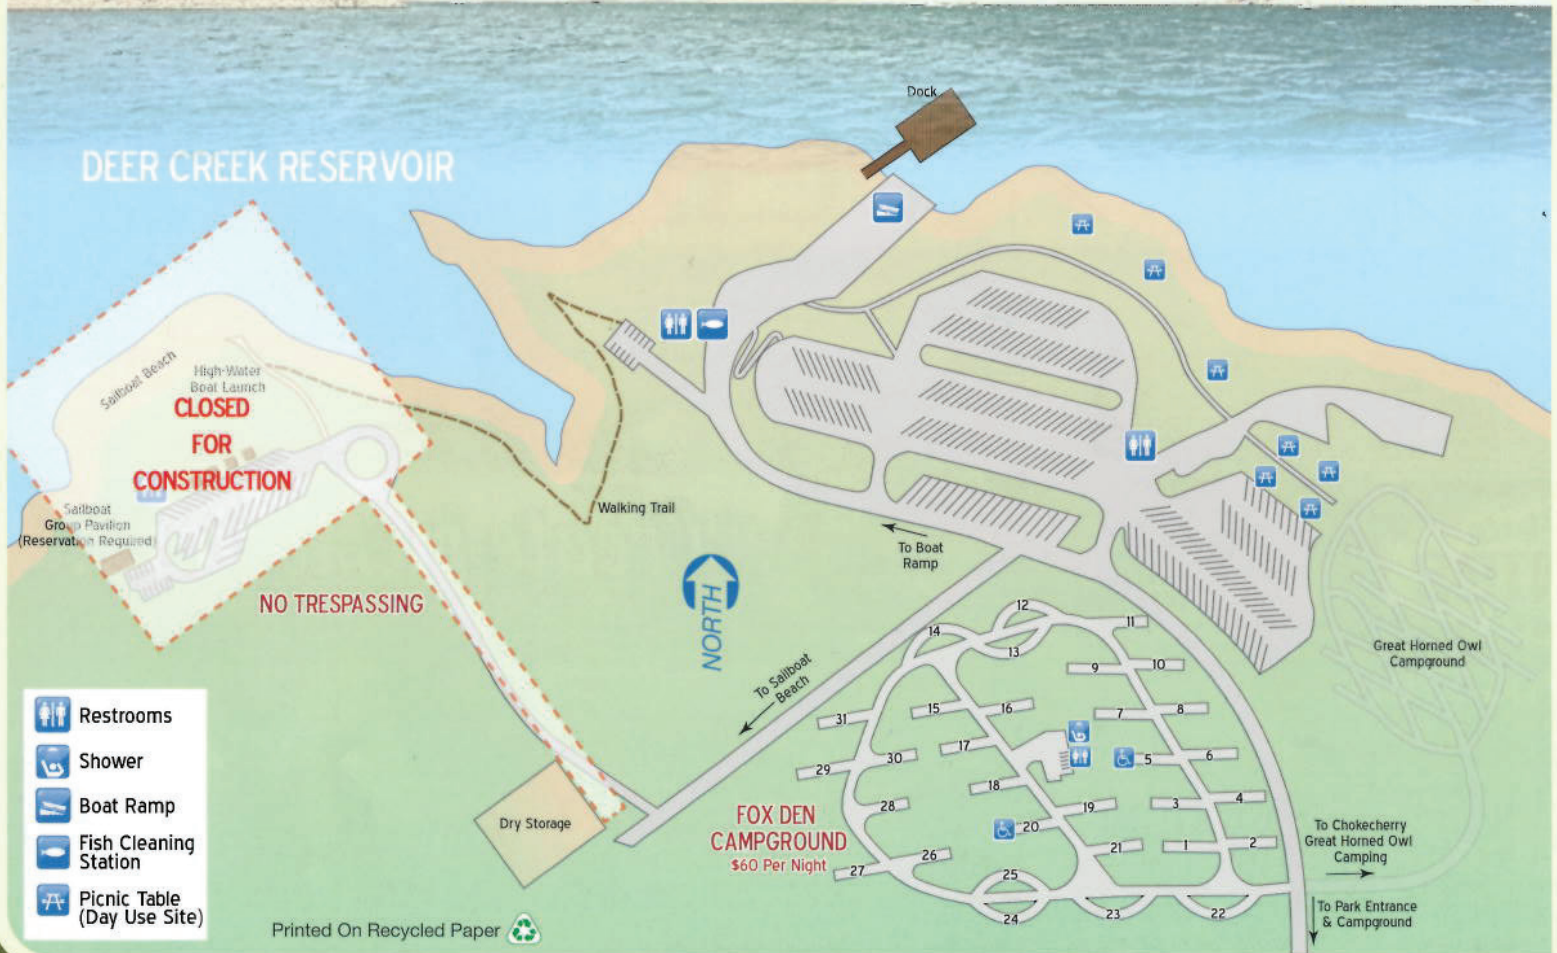 Dock
DEER CREEK RESERVOIR
Sailboat Beach
High-Water
Boat Launch
CLOSED
FOR
CONSTRUCTION
Sailboat
Group Pavilion
(Reservation Required)
Walking Trail
To Boat
Ramp
NO TRESPASSING
NORTH
To Sailboat
Beach
Great Horned Owl
Campground
12
11
14
13
9
10
15
16
7
8
31
17
5
6
30
29
18
3
4
28
19
20
1
2
21
26
27
25
24
23
22
FOX DEN
CAMPGROUND
$60 Per Night
Dry Storage
To Chokecherry
Great Horned Owl
Camping
To Park Entrance
& Campground
Restrooms
Shower
Boat Ramp
Fish Cleaning
Station
Picnic Table
(Day Use Site)
Printed On Recycled Paper